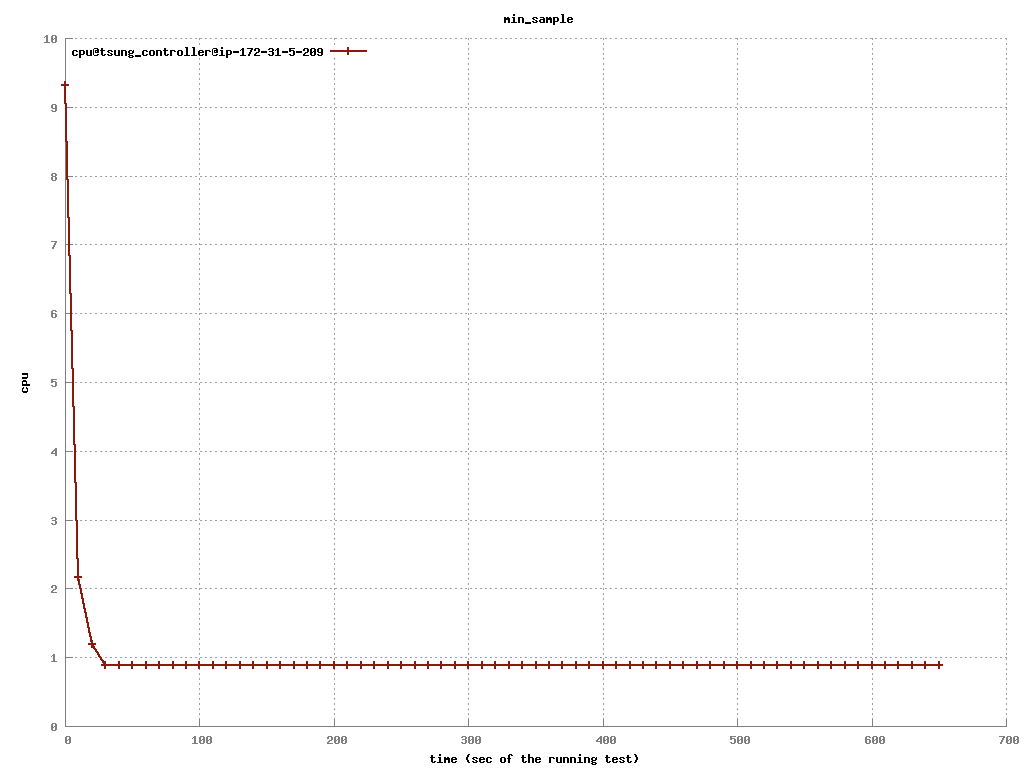 min_sample
cpu@tsung_controller@ip-172-31-5-209
10
9
8
7
6
5
4
3
2
1
0
cpu
0 100 200 300 400 500 600 700
time (sec of the running test)